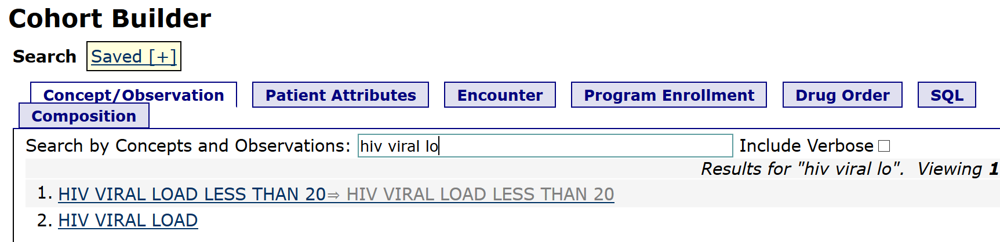 Cohort Builder
Search Saved [+]
Concept/Observation Patient Attributes Encounter Program Enrollment Drug Order SQL
Composition
Search by Concepts and Observations: hiv viral lo Include Verbose
Results for "hiv viral lo". Viewing 1
1. HIV VIRAL LOAD LESS THAN 20⇒ HIV VIRAL LOAD LESS THAN 20
2. HIV VIRAL LOAD